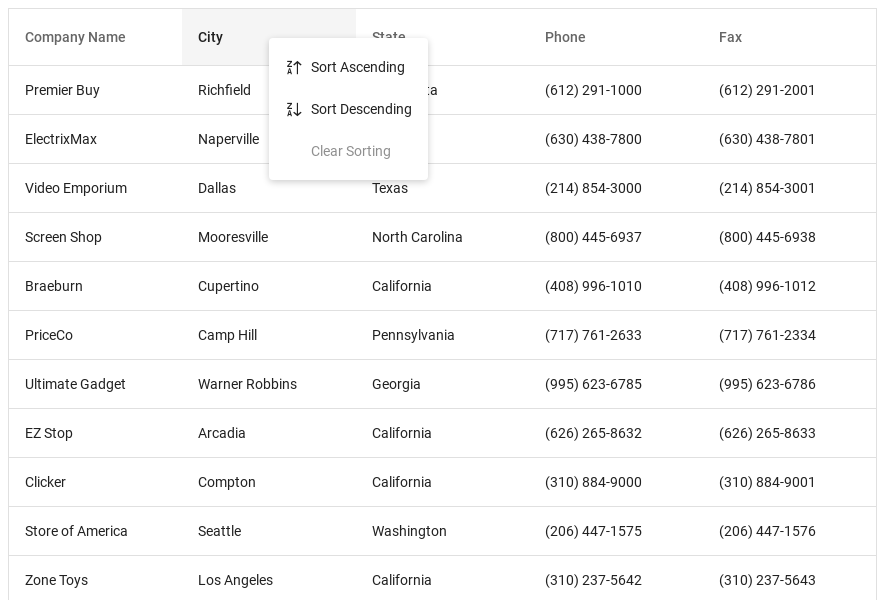 Company Name City State Phone Fax
Premier Buy Richfield (612) 291-1000 (612) 291-2001
ElectrixMax Naperville (630) 438-7800 (630) 438-7801
Video Emporium Dallas Texas (214) 854-3000 (214) 854-3001
Screen Shop Mooresville North Carolina (800) 445-6937 (800) 445-6938
Braeburn Cupertino California (408) 996-1010 (408) 996-1012
PriceCo Camp Hill Pennsylvania (717) 761-2633 (717) 761-2334
Ultimate Gadget Warner Robbins Georgia (995) 623-6785 (995) 623-6786
EZ Stop Arcadia California (626) 265-8632 (626) 265-8633
Clicker Compton California (310) 884-9000 (310) 884-9001
Store of America Seattle Washington (206) 447-1575 (206) 447-1576
Zone Toys Los Angeles California (310) 237-5642 (310) 237-5643
Sort Ascending
Sort Descending
Clear Sorting